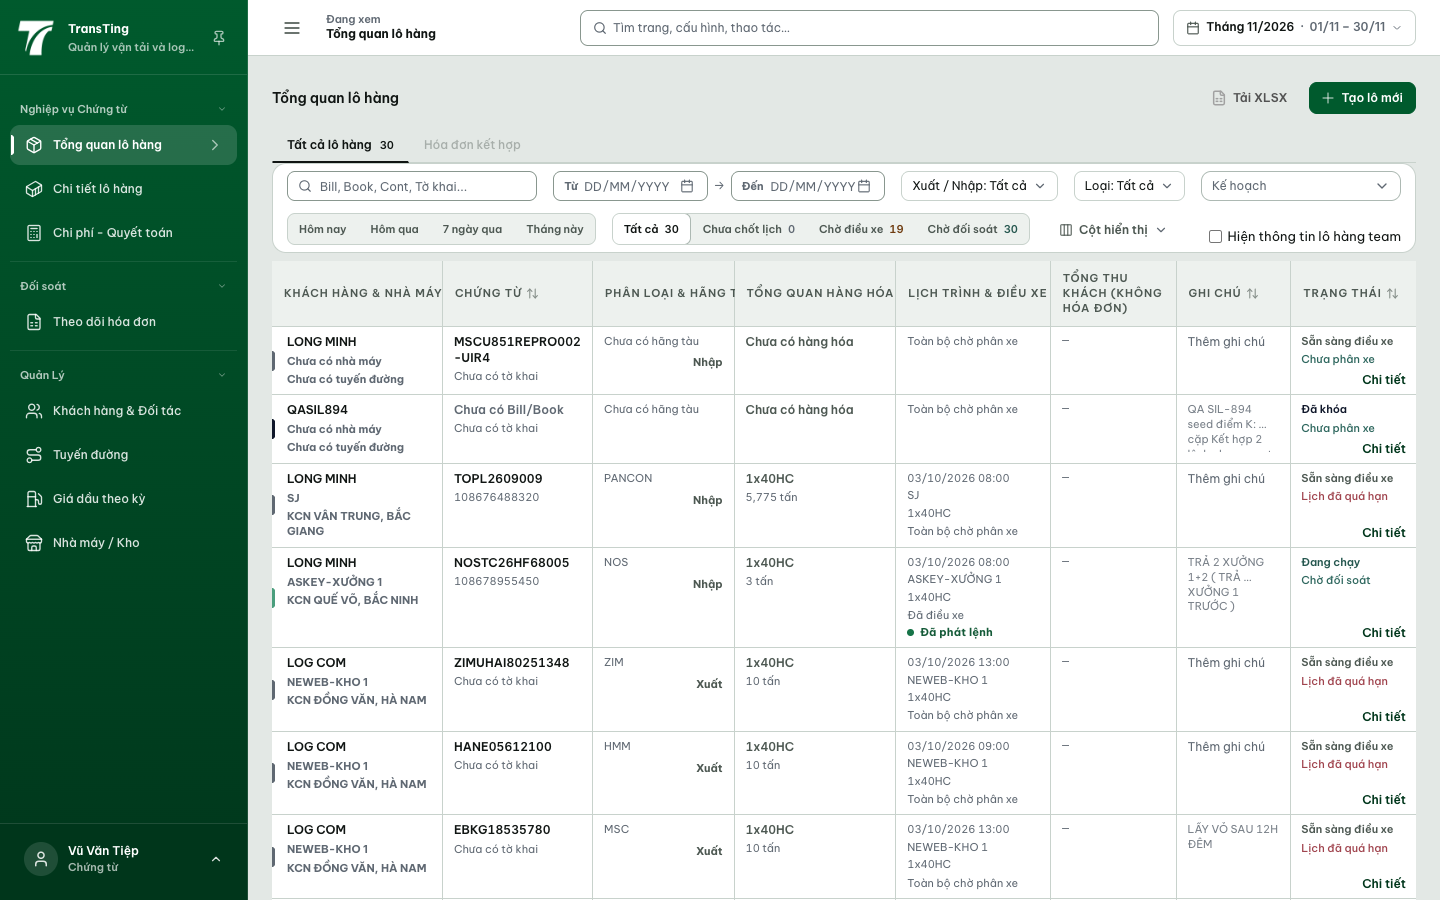 TransTing
Quản lý vận tải và log...
Nghiệp vụ Chứng từ
Tổng quan lô hàng
Chi tiết lô hàng
Chi phí - Quyết toán
Đối soát
Theo dõi hóa đơn
Quản Lý
Khách hàng & Đối tác
Tuyến đường
Giá dầu theo kỳ
Nhà máy / Kho
Vũ Văn Tiệp
Chứng từ
Đang xem
Tổng quan lô hàng
Tìm trang, cấu hình, thao tác...
Tháng 11/2026 · 01/11 – 30/11
Tổng quan lô hàng
Tải XLSX
Tạo lô mới
Tất cả lô hàng 30
Hóa đơn kết hợp
Bill, Book, Cont, Tờ khai...
Từ DD/MM/YYYY → Đến DD/MM/YYYY
Xuất / Nhập: Tất cả
Loại: Tất cả
Kế hoạch
Hôm nay Hôm qua 7 ngày qua Tháng này
Tất cả 30 Chưa chốt lịch 0 Chờ điều xe 19 Chờ đối soát 30
Cột hiển thị
Hiện thông tin lô hàng team
KHÁCH HÀNG & NHÀ MÁY
CHỨNG TỪ
PHÂN LOẠI & HÃNG T
TỔNG QUAN HÀNG HÓA
LỊCH TRÌNH & ĐIỀU XE
TỔNG THU
KHÁCH (KHÔNG
HÓA ĐƠN)
GHI CHÚ
TRẠNG THÁI
LONG MINH
Chưa có nhà máy
Chưa có tuyến đường
MSCU851REPRO002
-UIR4
Chưa có tờ khai
Chưa có hãng tàu
Nhập
Chưa có hàng hóa
Toàn bộ chờ phân xe
—
Thêm ghi chú
Sẵn sàng điều xe
Chưa phân xe
Chi tiết
QASIL894
Chưa có nhà máy
Chưa có tuyến đường
Chưa có Bill/Book
Chưa có tờ khai
Chưa có hãng tàu
Chưa có hàng hóa
Toàn bộ chờ phân xe
—
QA SIL-894
seed điểm K: ...
cặp Kết hợp 2
Đã khóa
Chưa phân xe
Chi tiết
LONG MINH
SJ
KCN VÂN TRUNG, BẮC
GIANG
TOPL2609009
108676488320
PANCON
Nhập
1x40HC
5,775 tấn
03/10/2026 08:00
SJ
1x40HC
Toàn bộ chờ phân xe
—
Thêm ghi chú
Sẵn sàng điều xe
Lịch đã quá hạn
Chi tiết
LONG MINH
ASKEY-XƯỞNG 1
KCN QUẾ VÕ, BẮC NINH
NOSTC26HF68005
108678955450
NOS
Nhập
1x40HC
3 tấn
03/10/2026 08:00
ASKEY-XƯỞNG 1
1x40HC
Đã điều xe
Đã phát lệnh
—
TRẢ 2 XƯỞNG
1+2 ( TRẢ ...
XƯỞNG 1
TRƯỚC )
Đang chạy
Chờ đối soát
Chi tiết
LOG COM
NEWEB-KHO 1
KCN ĐỒNG VĂN, HÀ NAM
ZIMUHAI80251348
Chưa có tờ khai
ZIM
Xuất
1x40HC
10 tấn
03/10/2026 13:00
NEWEB-KHO 1
1x40HC
Toàn bộ chờ phân xe
—
Thêm ghi chú
Sẵn sàng điều xe
Lịch đã quá hạn
Chi tiết
LOG COM
NEWEB-KHO 1
KCN ĐỒNG VĂN, HÀ NAM
HANE05612100
Chưa có tờ khai
HMM
Xuất
1x40HC
10 tấn
03/10/2026 09:00
NEWEB-KHO 1
1x40HC
Toàn bộ chờ phân xe
—
Thêm ghi chú
Sẵn sàng điều xe
Lịch đã quá hạn
Chi tiết
LOG COM
NEWEB-KHO 1
KCN ĐỒNG VĂN, HÀ NAM
EBKG18535780
Chưa có tờ khai
MSC
Xuất
1x40HC
10 tấn
03/10/2026 13:00
NEWEB-KHO 1
1x40HC
Toàn bộ chờ phân xe
—
LẤY VỎ SAU 12H
ĐÊM
Sẵn sàng điều xe
Lịch đã quá hạn
Chi tiết